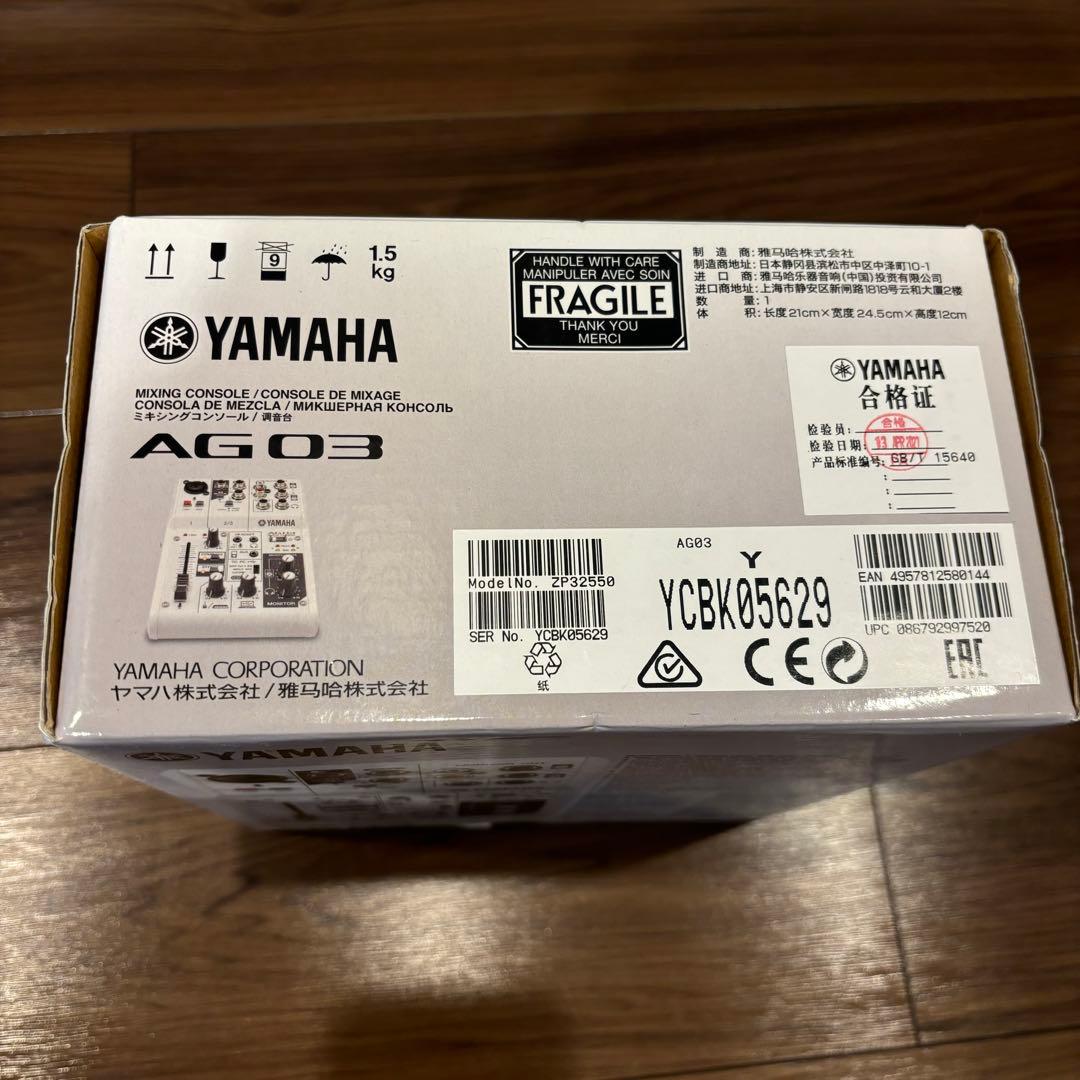 9
1.5
kg
YAMAHA
MIXING CONSOLE / CONSOLE DE MIXAGE
CONSOLA DE MEZCLA / МИКШЕРНАЯ КОНСОЛЬ
ミキシングコンソール / 调音台
AG03
YAMAHA
MONITOR
YAMAHA CORPORATION
ヤマハ株式会社/雅马哈株式会社
HANDLE WITH CARE
MANIPULER AVEC SOIN
FRAGILE
THANK YOU
MERCI
制 造 商:雅马哈株式会社
制造商地址:日本静冈县滨松市中区中泽町10-1
进 口 商:雅马哈乐器音响(中国)投资有限公司
进口商地址:上海市静安区新闸路1818号云和大厦2楼
数 量:1
体 积:长度21cm×宽度24.5cm×高度12cm
YAMAHA
合格证
检验员:
合格
检验日期:
产品标准编号: GB/T 15640
AG03
ModelNo. ZP32550
SER No. YCBK05629
纸
Y
YCBK05629
CE
EAN 4957812580144
UPC 086792997520
EAC
YAMAHA